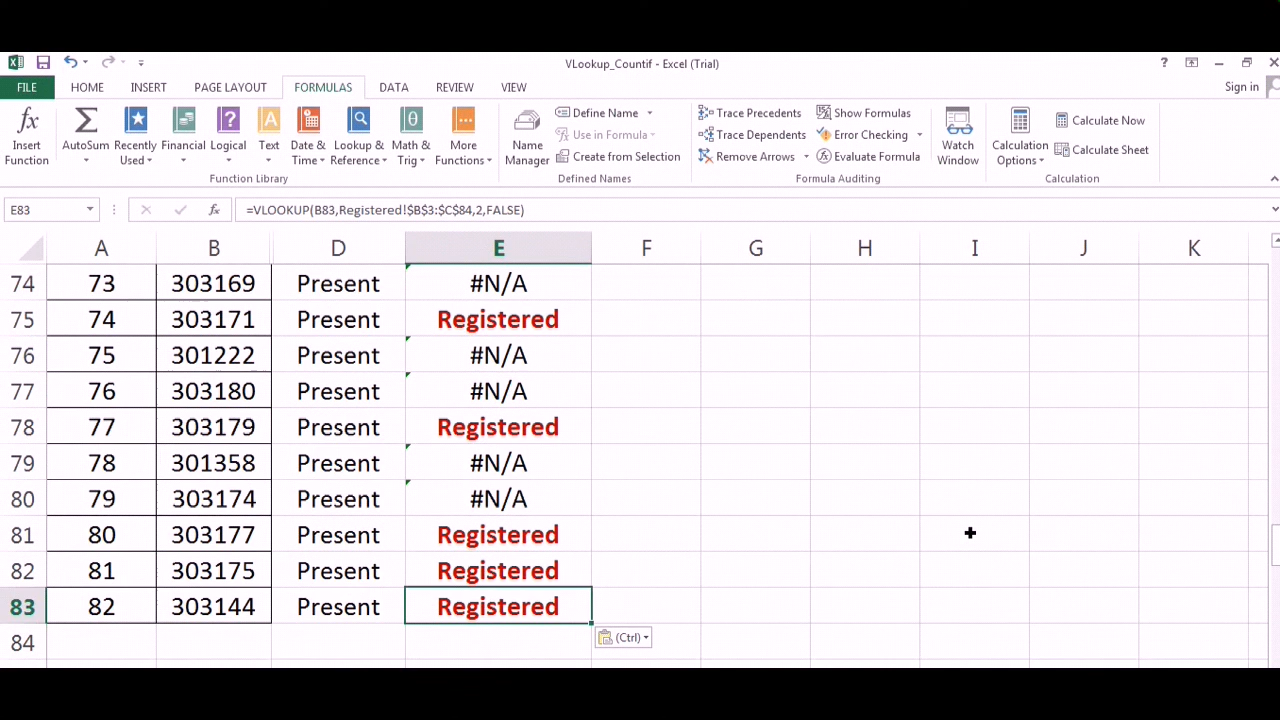 VLookup_Countif - Excel (Trial)
?
Sign in
FILE HOME INSERT PAGE LAYOUT FORMULAS DATA REVIEW VIEW
fx Insert Function
Σ AutoSum
Recently Used
Financial
Logical
Text
Date & Time
Lookup & Reference
Math & Trig
More Functions
Function Library
Name Manager
Define Name
Use in Formula
Create from Selection
Defined Names
Trace Precedents
Trace Dependents
Remove Arrows
Show Formulas
Error Checking
Evaluate Formula
Formula Auditing
Watch Window
Calculation Options
Calculate Now
Calculate Sheet
Calculation
E83 fx =VLOOKUP(B83,Registered!$B$3:$C$84,2,FALSE)
A B D E F G H I J K
74 73 303169 Present #N/A
75 74 303171 Present Registered
76 75 301222 Present #N/A
77 76 303180 Present #N/A
78 77 303179 Present Registered
79 78 301358 Present #N/A
80 79 303174 Present #N/A
81 80 303177 Present Registered
82 81 303175 Present Registered
83 82 303144 Present Registered
84
(Ctrl)